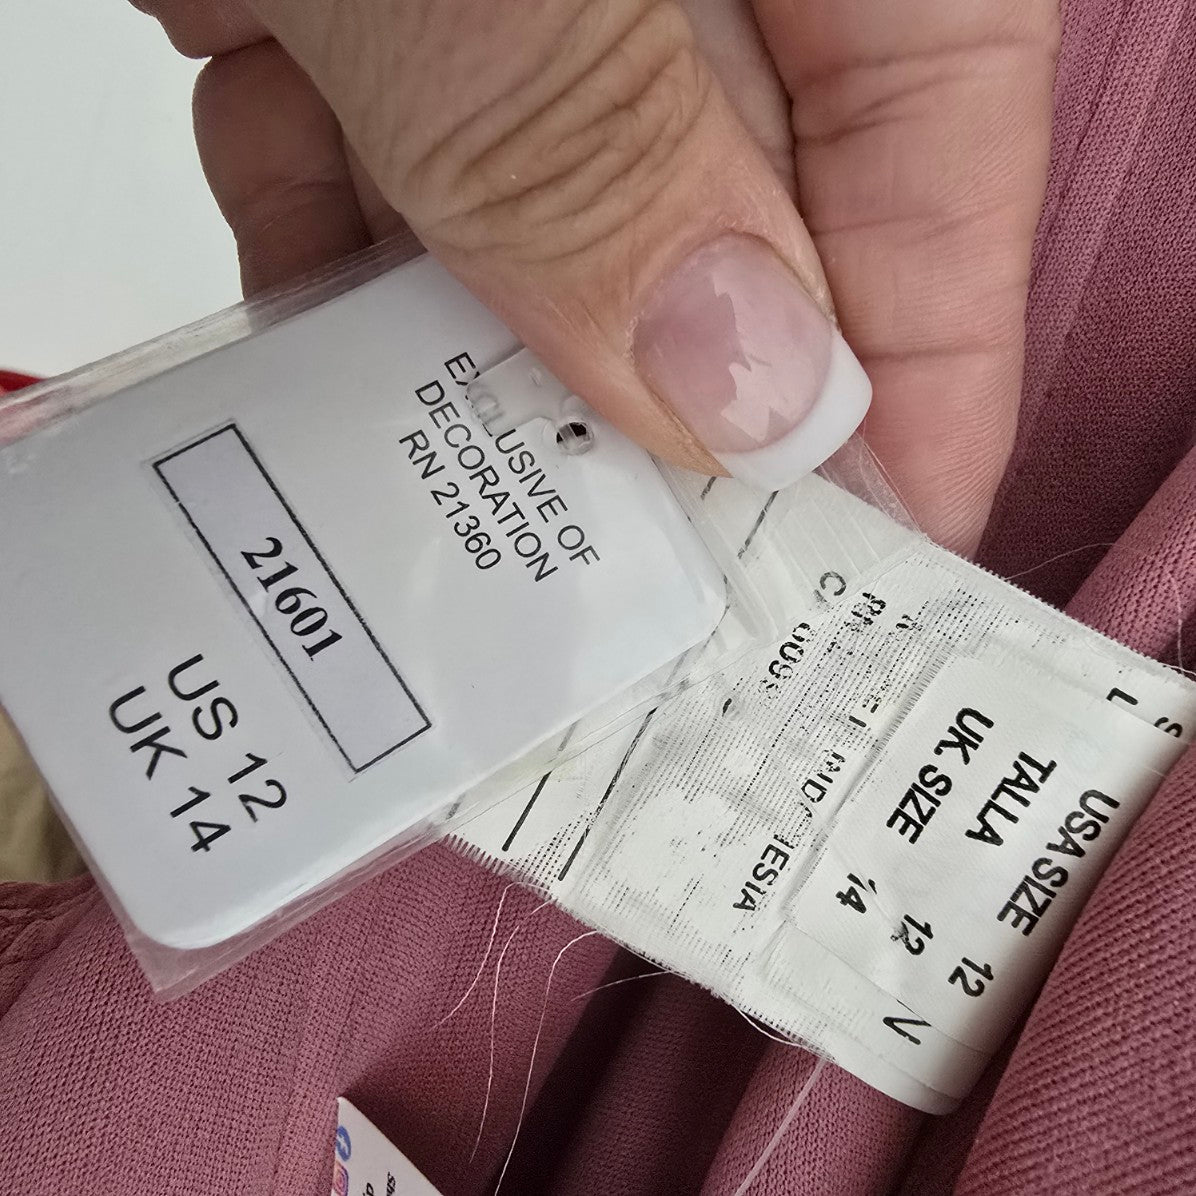 EXCLUSIVE OF
DECORATION
RN 21360
21601
US 12
UK 14
USA SIZE 12
TALLA 12
UK SIZE 14